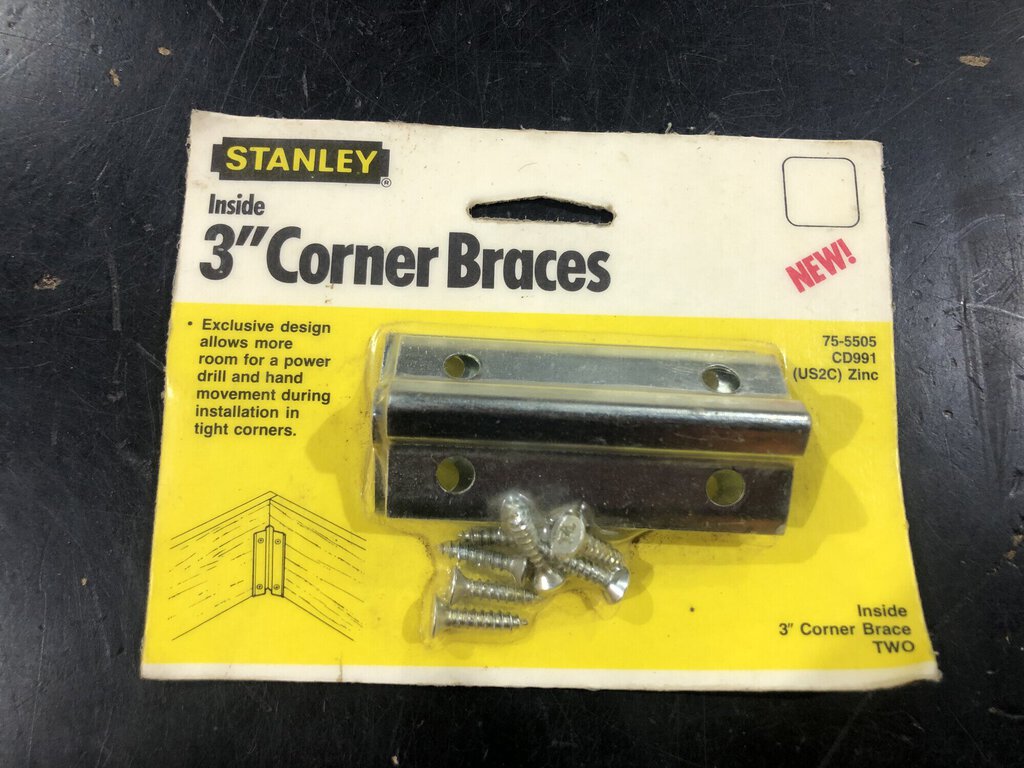 STANLEY®
Inside
3" Corner Braces
NEW!
• Exclusive design
allows more
room for a power
drill and hand
movement during
installation in
tight corners.
75-5505
CD991
(US2C) Zinc
Inside
3" Corner Brace
TWO